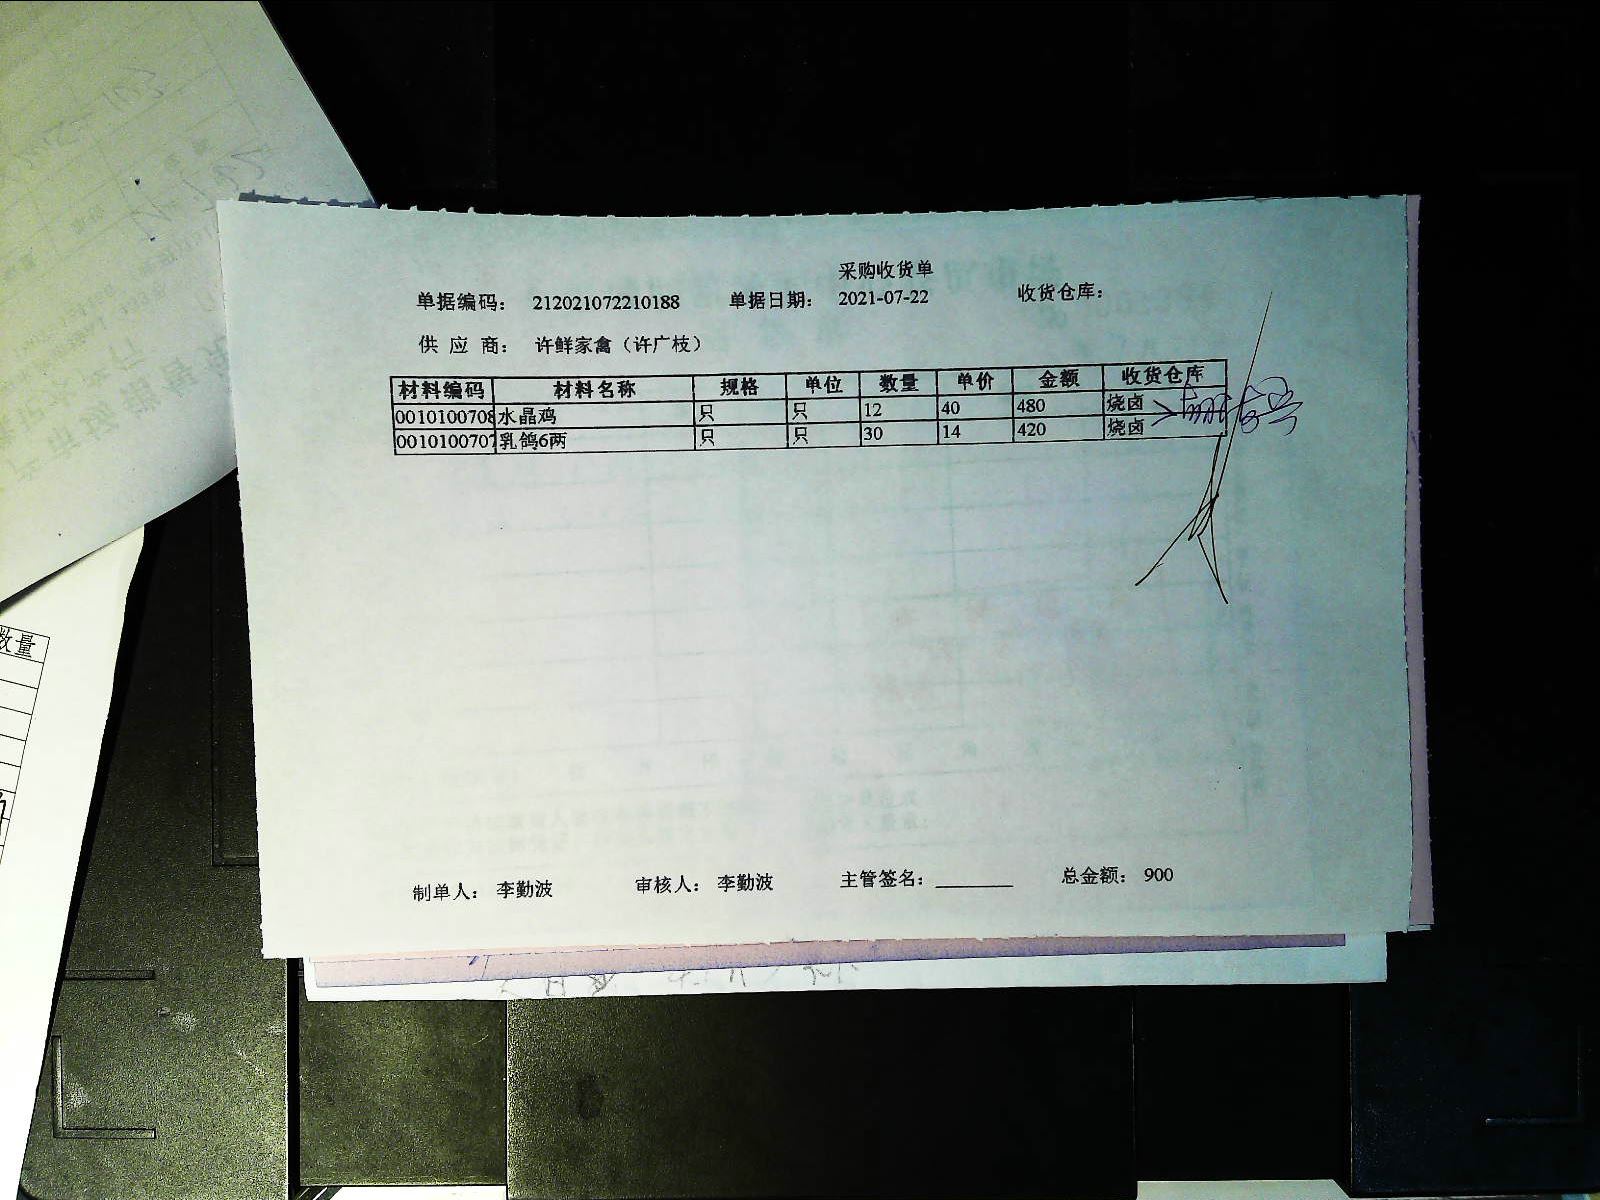 采购收货单
单据编码： 212021072210188 单据日期： 2021-07-22 收货仓库：
供 应 商： 许鲜家禽（许广枝）
材料编码 材料名称 规格 单位 数量 单价 金额 收货仓库
0010100708 水晶鸡 只 只 12 40 480 烧卤
0010100707 乳鸽6两 只 只 30 14 420 烧卤
制单人： 李勤波 审核人： 李勤波 主管签名：________ 总金额： 900
数量